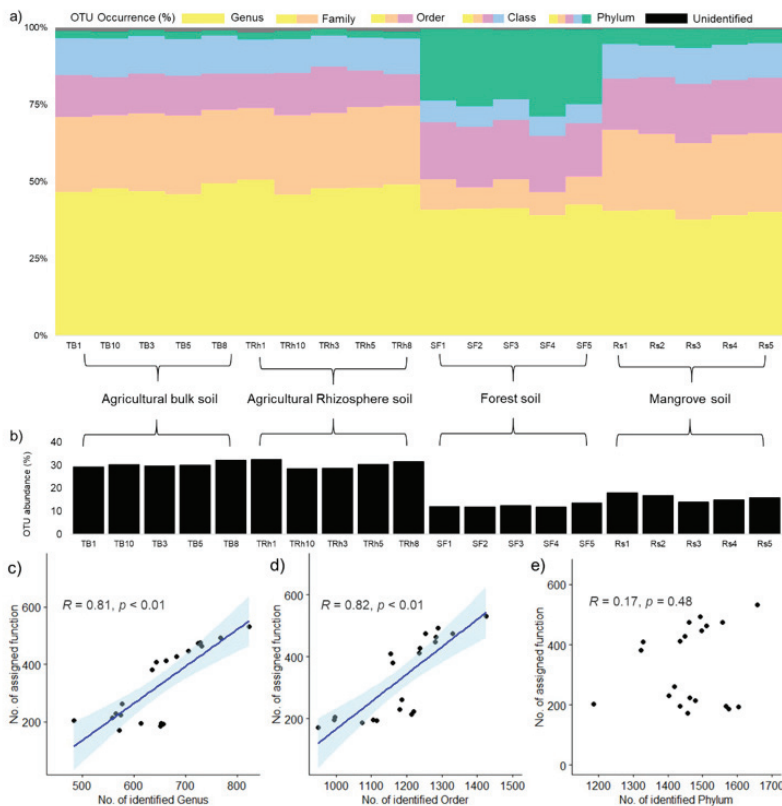 a)
OTU Occurrence (%) Genus Family Order Class Phylum Unidentified
100%
75%
50%
25%
0%
TB1 TB10 TB3 TB5 TB8 TRh1 TRh10 TRh3 TRh5 TRh8 SF1 SF2 SF3 SF4 SF5 Rs1 Rs2 Rs3 Rs4 Rs5
Agricultural bulk soil Agricultural Rhizosphere soil Forest soil Mangrove soil
b)
OTU abundance (%)
40
30
20
10
0
TB1 TB10 TB3 TB5 TB8 TRh1 TRh10 TRh3 TRh5 TRh8 SF1 SF2 SF3 SF4 SF5 Rs1 Rs2 Rs3 Rs4 Rs5
c)
R = 0.81, p < 0.01
No. of assigned function
600
400
200
500 600 700 800
No. of identified Genus
d)
R = 0.82, p < 0.01
No. of assigned function
600
400
200
0
1000 1100 1200 1300 1400 1500
No. of identified Order
e)
R = 0.17, p = 0.48
No. of assigned function
600
400
200
0
1200 1300 1400 1500 1600 1700
No. of identified Phylum